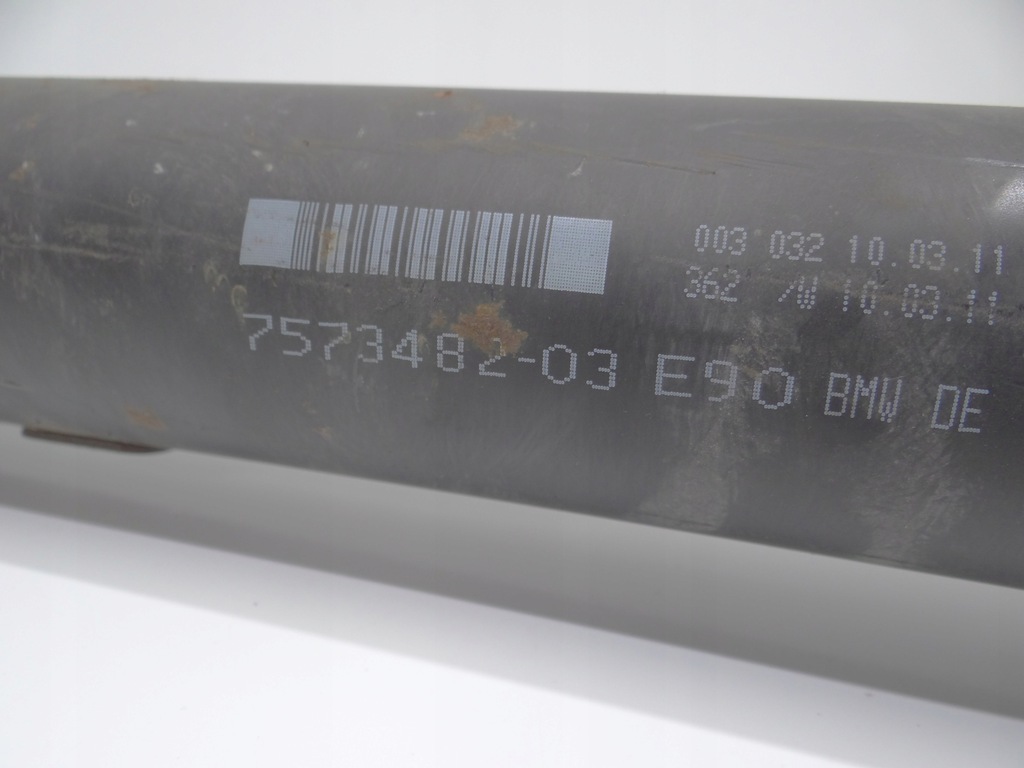 003 032 10.03.11
362 /W 10.03.11
7573482-03 E90 BMW DE